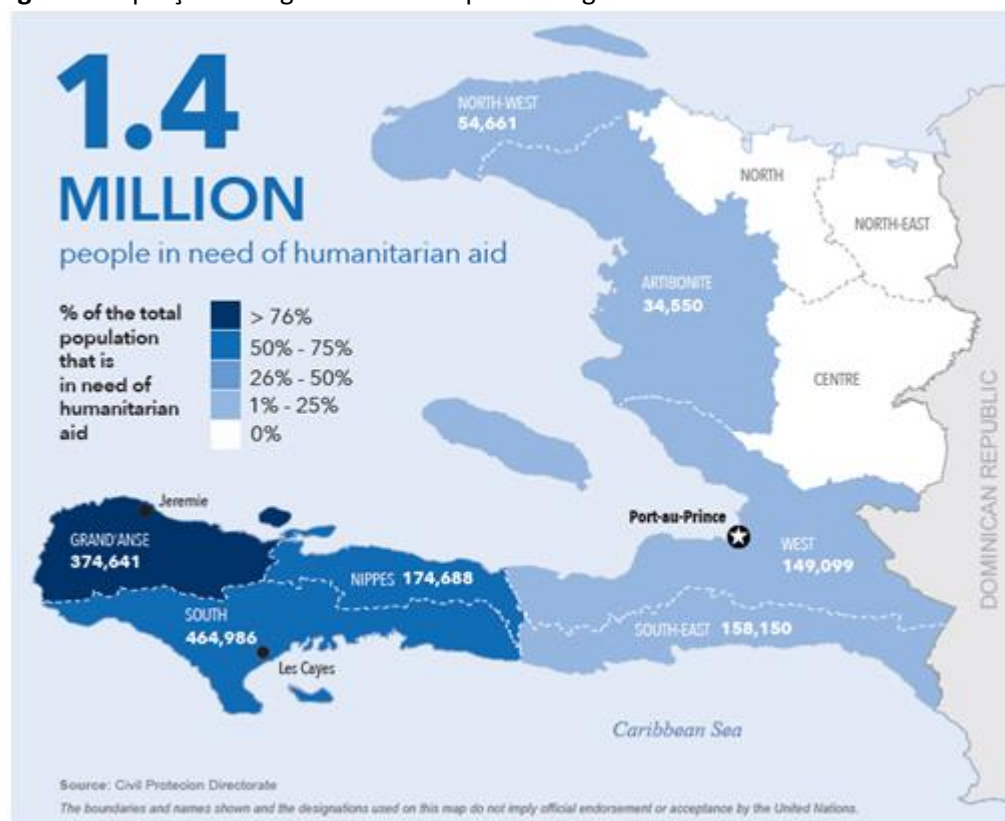 1.4
MILLION
people in need of humanitarian aid
% of the total
population
that is
in need of
humanitarian
aid
> 76%
50% - 75%
26% - 50%
1% - 25%
0%
NORTH-WEST
54,661
NORTH
NORTH-EAST
ARTIBONITE
34,550
CENTRE
DOMINICAN REPUBLIC
Jeremie
GRAND'ANSE
374,641
NIPPES 174,688
SOUTH
464,986
Les Cayes
Port-au-Prince
WEST
149,099
SOUTH-EAST 158,150
Caribbean Sea
Source: Civil Protecion Directorate
The boundaries and names shown and the designations used on this map do not imply official endorsement or acceptance by the United Nations.